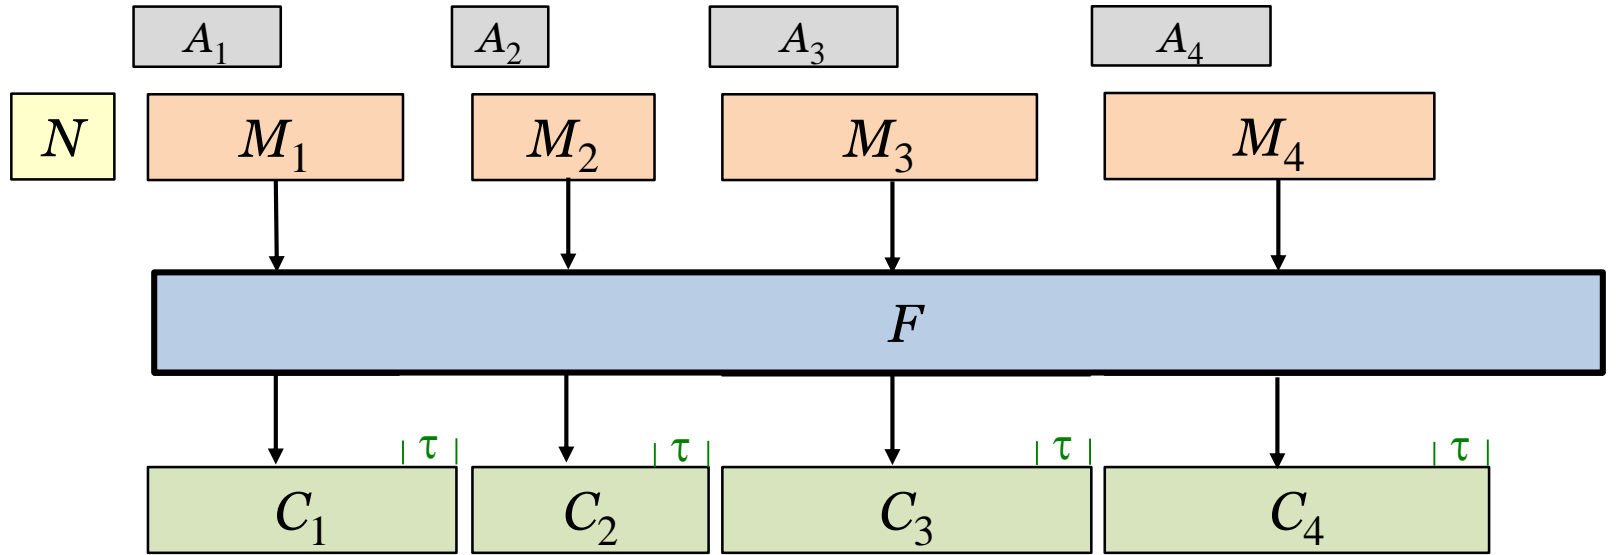 A₁ A₂ A₃ A₄
N M₁ M₂ M₃ M₄
F
τ τ τ τ
C₁ C₂ C₃ C₄